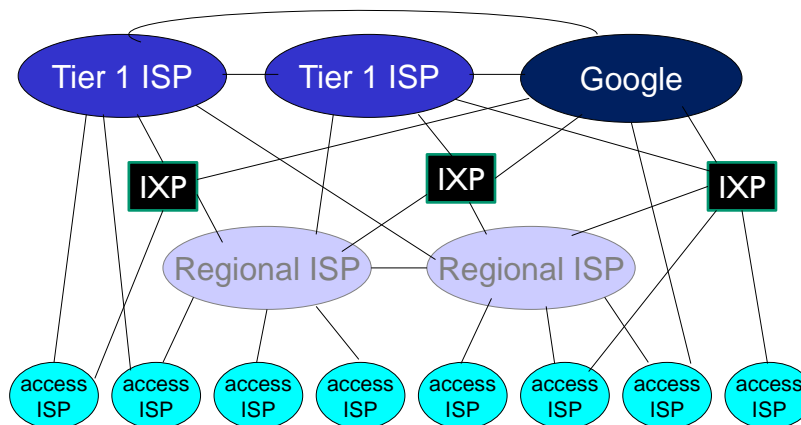 Tier 1 ISP
Tier 1 ISP
Google
IXP
IXP
IXP
Regional ISP
Regional ISP
access
ISP
access
ISP
access
ISP
access
ISP
access
ISP
access
ISP
access
ISP
access
ISP